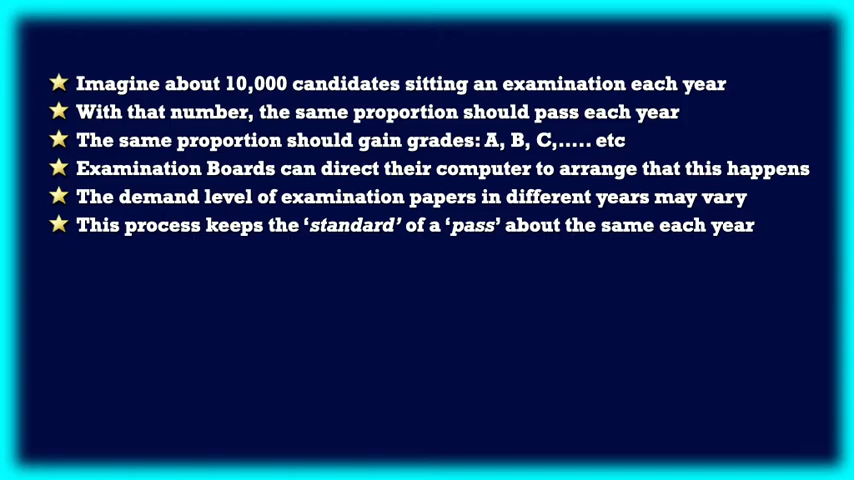 Imagine about 10,000 candidates sitting an examination each year
With that number, the same proportion should pass each year
The same proportion should gain grades: A, B, C,..... etc
Examination Boards can direct their computer to arrange that this happens
The demand level of examination papers in different years may vary
This process keeps the ‘standard’ of a ‘pass’ about the same each year